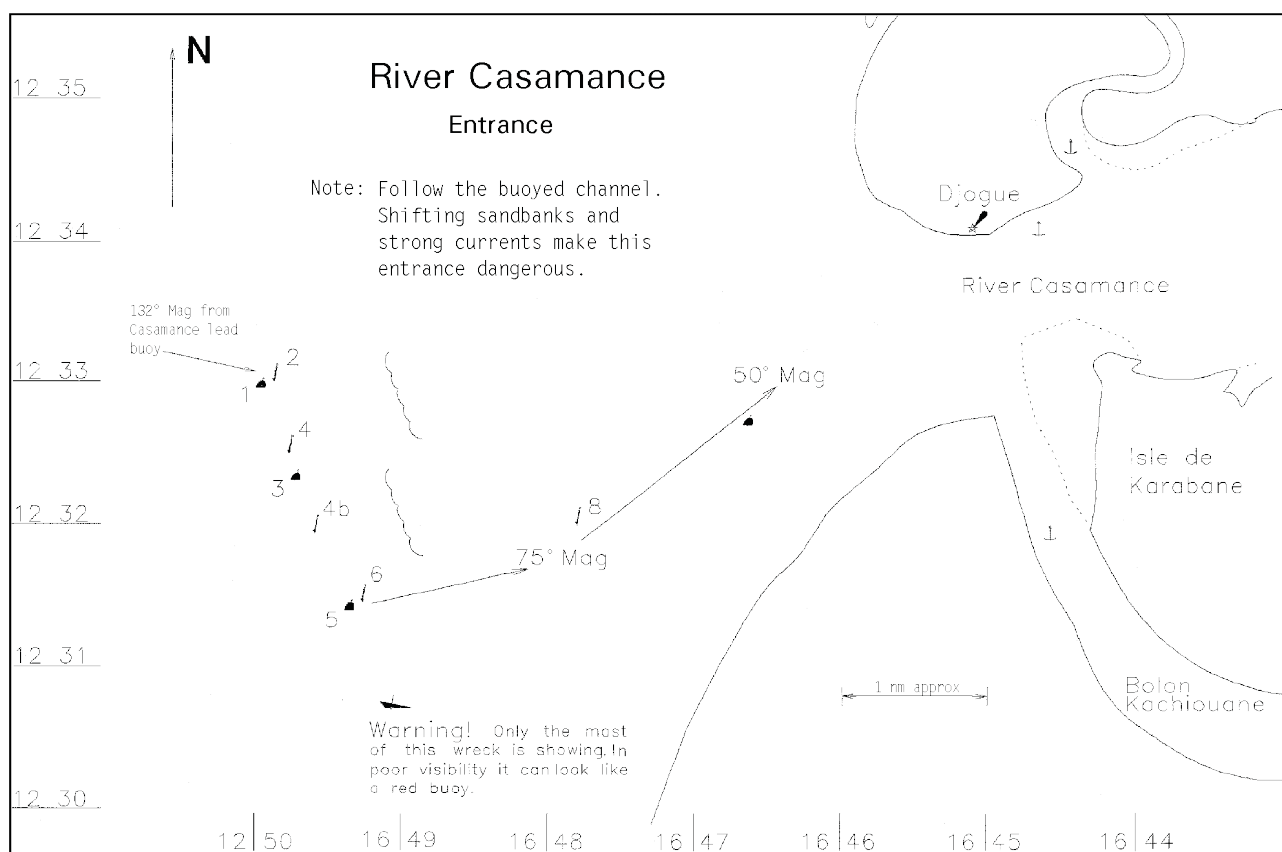 N
River Casamance
Entrance
12 35
Note: Follow the buoyed channel.
Shifting sandbanks and
strong currents make this
entrance dangerous.
Djogue
12 34
River Casamance
132° Mag from
Casamance lead
buoy
2
12 33
1
50° Mag
4
3
Isle de
Karabane
4b
8
12 32
75° Mag
6
5
12 31
1 nm approx
Bolon
Kachiouane
Warning! Only the mast
of this wreck is showing. In
poor visibility it can look like
a red buoy.
12 30
12 50
16 49
16 48
16 47
16 46
16 45
16 44